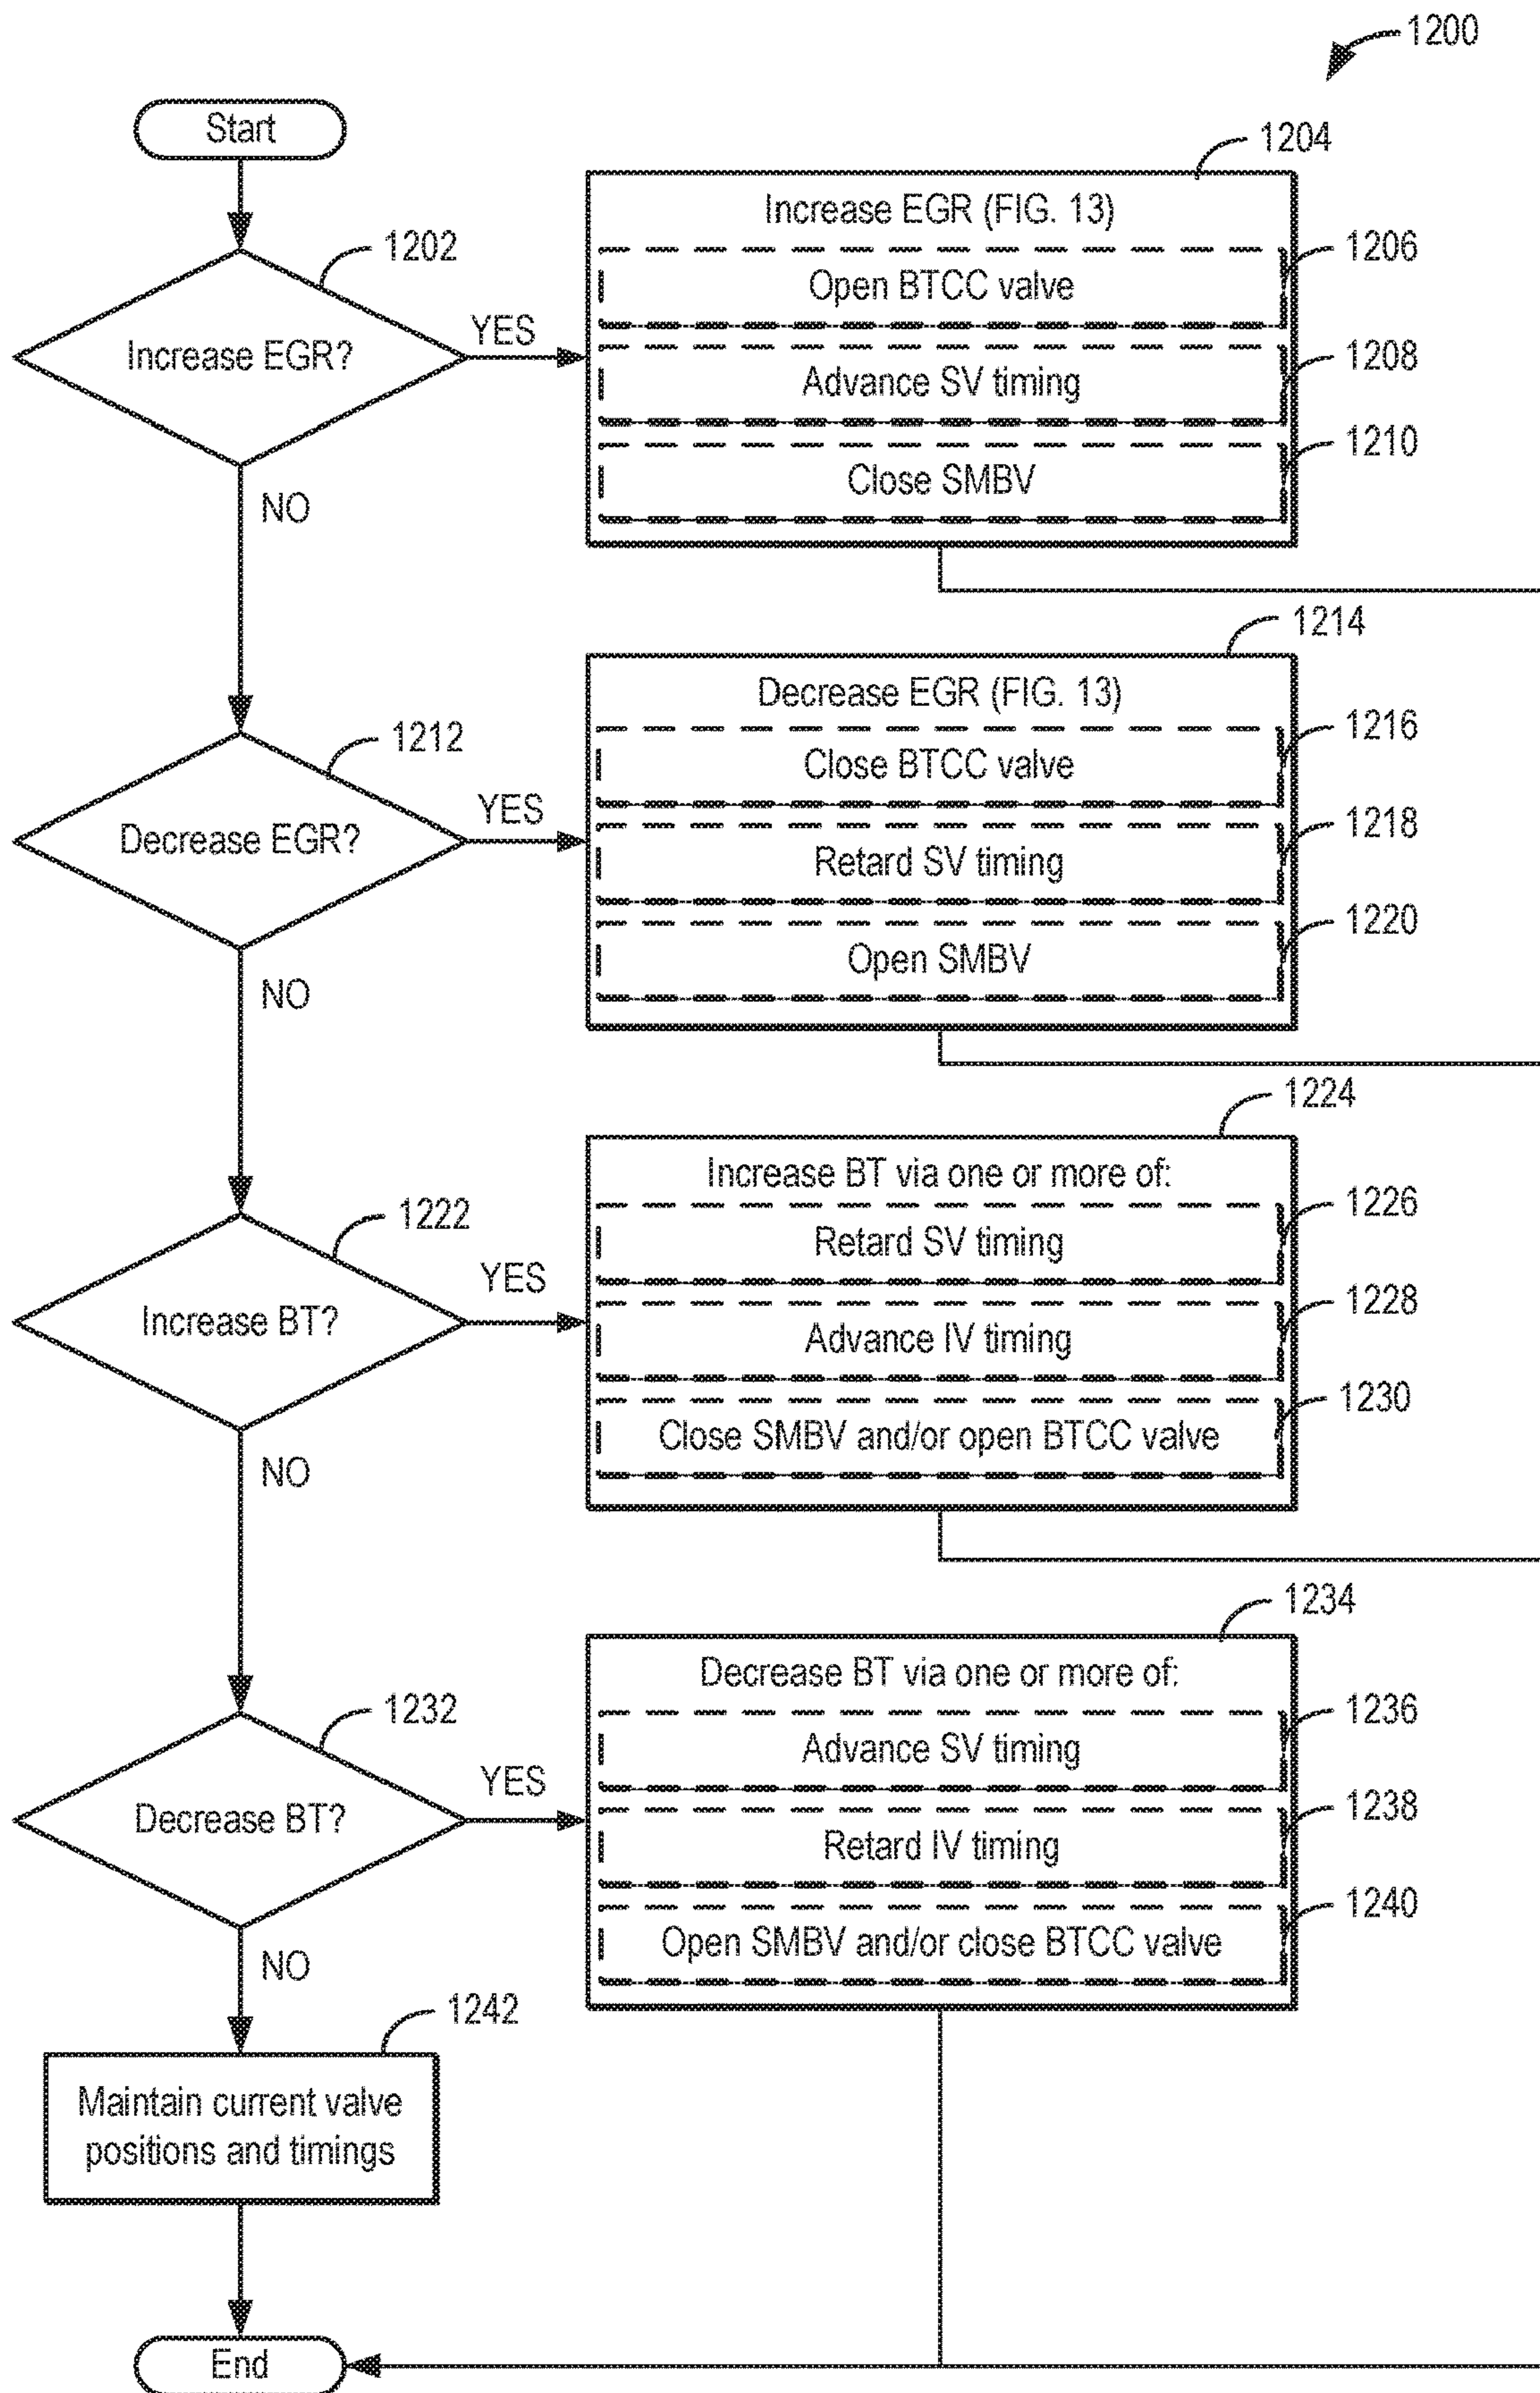 1200
Start
1202
Increase EGR?
YES
NO
1204
Increase EGR (FIG. 13)
1206
Open BTCC valve
1208
Advance SV timing
1210
Close SMBV
1212
Decrease EGR?
YES
NO
1214
Decrease EGR (FIG. 13)
1216
Close BTCC valve
1218
Retard SV timing
1220
Open SMBV
1222
Increase BT?
YES
NO
1224
Increase BT via one or more of:
1226
Retard SV timing
1228
Advance IV timing
1230
Close SMBV and/or open BTCC valve
1232
Decrease BT?
YES
NO
1234
Decrease BT via one or more of:
1236
Advance SV timing
1238
Retard IV timing
1240
Open SMBV and/or close BTCC valve
1242
Maintain current valve
positions and timings
End